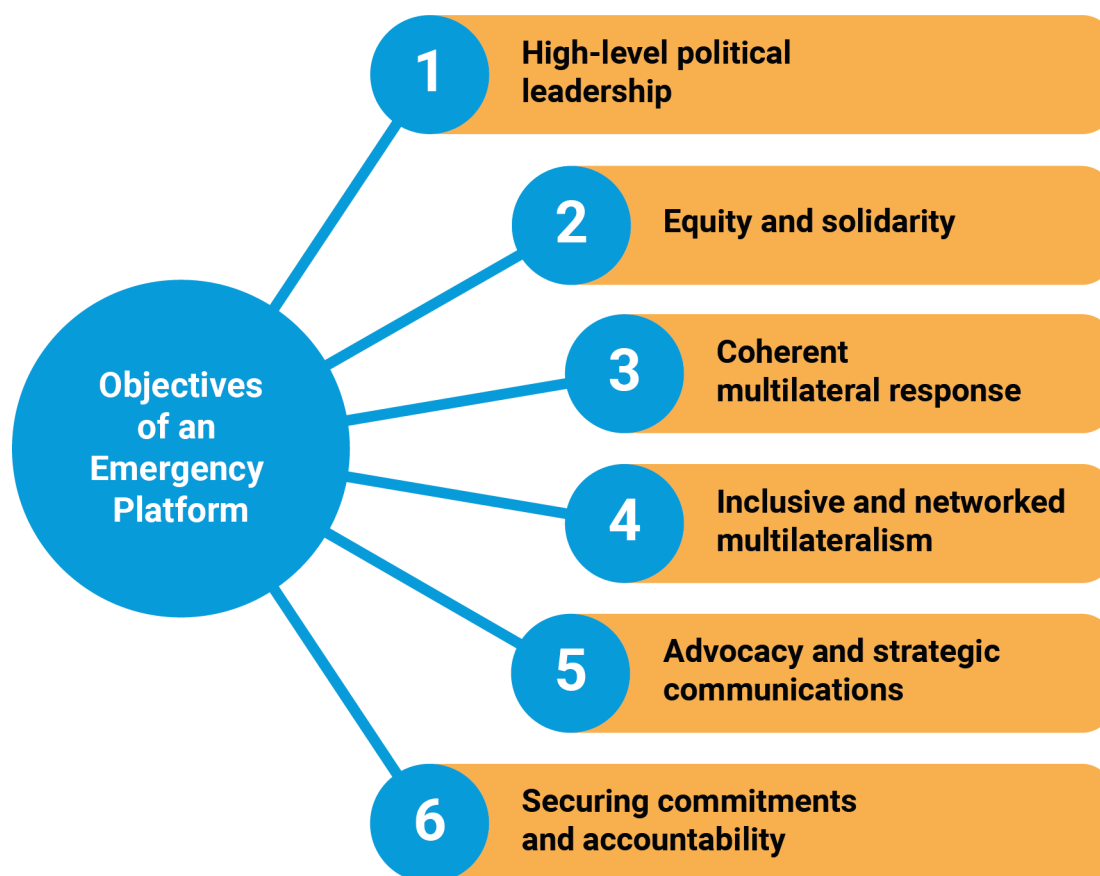 Objectives
of an
Emergency
Platform
1
High-level political
leadership
2
Equity and solidarity
3
Coherent
multilateral response
4
Inclusive and networked
multilateralism
5
Advocacy and strategic
communications
6
Securing commitments
and accountability